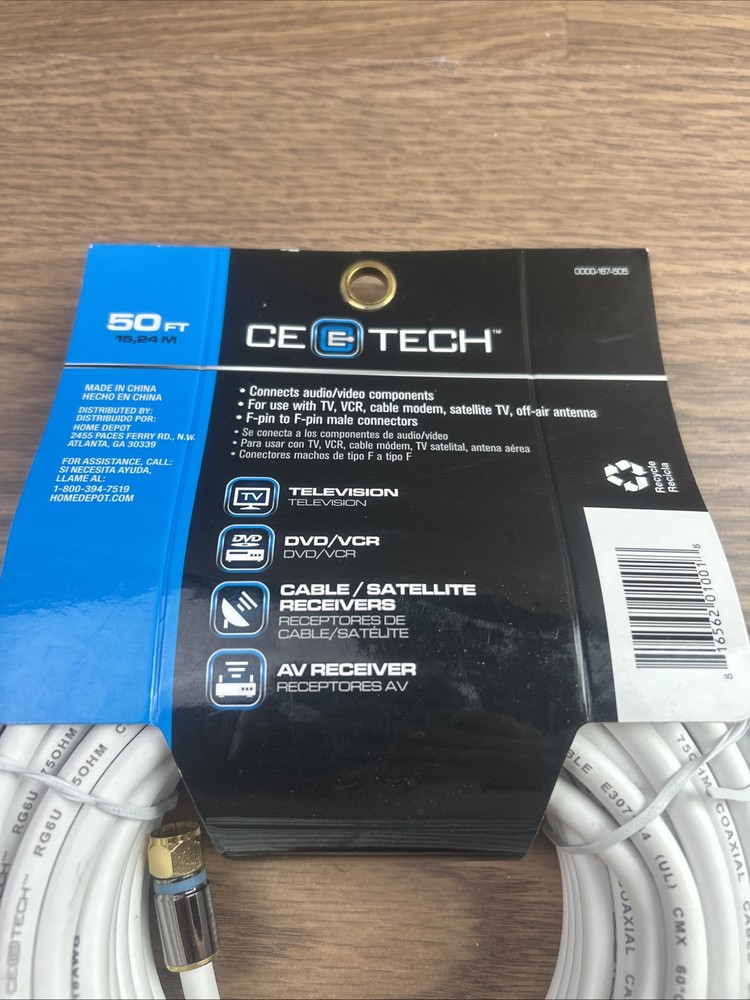 0000-187-505
50 FT
15,24 M
CE E TECH™
MADE IN CHINA
HECHO EN CHINA
DISTRIBUTED BY:
DISTRIBUIDO POR:
HOME DEPOT
2455 PACES FERRY RD., N.W.
ATLANTA, GA 30339
FOR ASSISTANCE, CALL:
SI NECESITA AYUDA,
LLAME AL:
1-800-394-7519
HOMEDEPOT.COM
• Connects audio/video components
• For use with TV, VCR, cable modem, satellite TV, off-air antenna
• F-pin to F-pin male connectors
• Se conecta a los componentes de audio/video
• Para usar con TV, VCR, cable módem, TV satelital, antena aérea
• Conectores machos de tipo F a tipo F
TV
TELEVISION
TELEVISION
DVD
DVD/VCR
DVD/VCR
CABLE / SATELLITE
RECEIVERS
RECEPTORES DE
CABLE/SATÉLITE
AV RECEIVER
RECEPTORES AV
Recycle
Recicla
8 16562 01001 8
RG6U 75OHM
RG6U 75OHM
CE TECH™
18AWG
75OHM COAXIAL CABLE
(UL) CMX 60°
COAXIAL